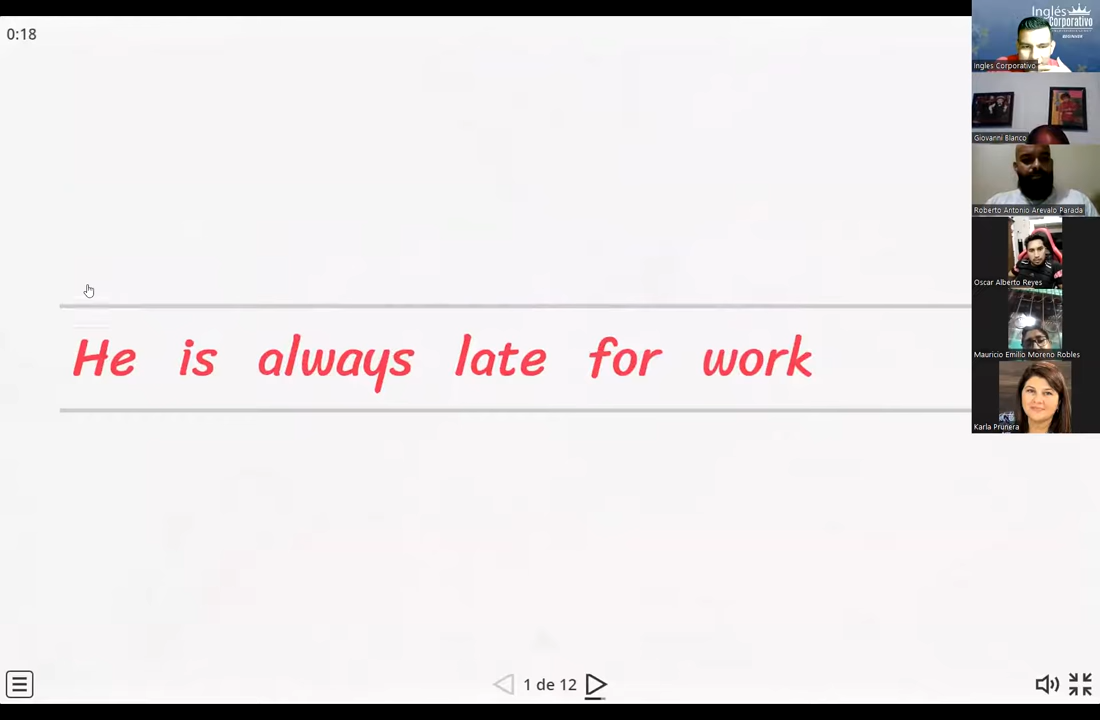 0:18
He is always late for work
1 de 12
Inglés
Corporativo
BEGINNER
Ingles Corporativo
Giovanni Blanco
Roberto Antonio Arevalo Parada
Oscar Alberto Reyes
Mauricio Emilio Moreno Robles
Karla Prunera